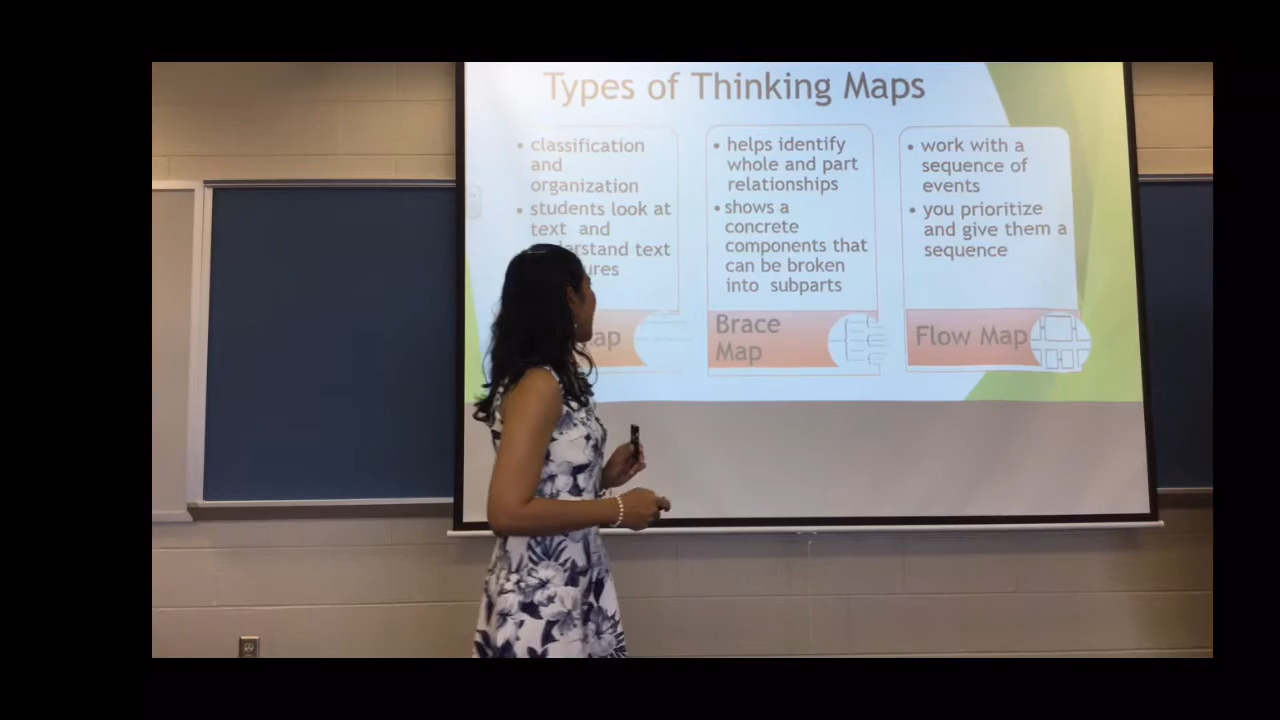 Types of Thinking Maps
• classification
and
organization
• students look at
text and
text
• helps identify
whole and part
relationships
• shows a
concrete
components that
can be broken
into subparts
• work with a
sequence of
events
• you prioritize
and give them a
sequence
Brace
Map
Flow Map